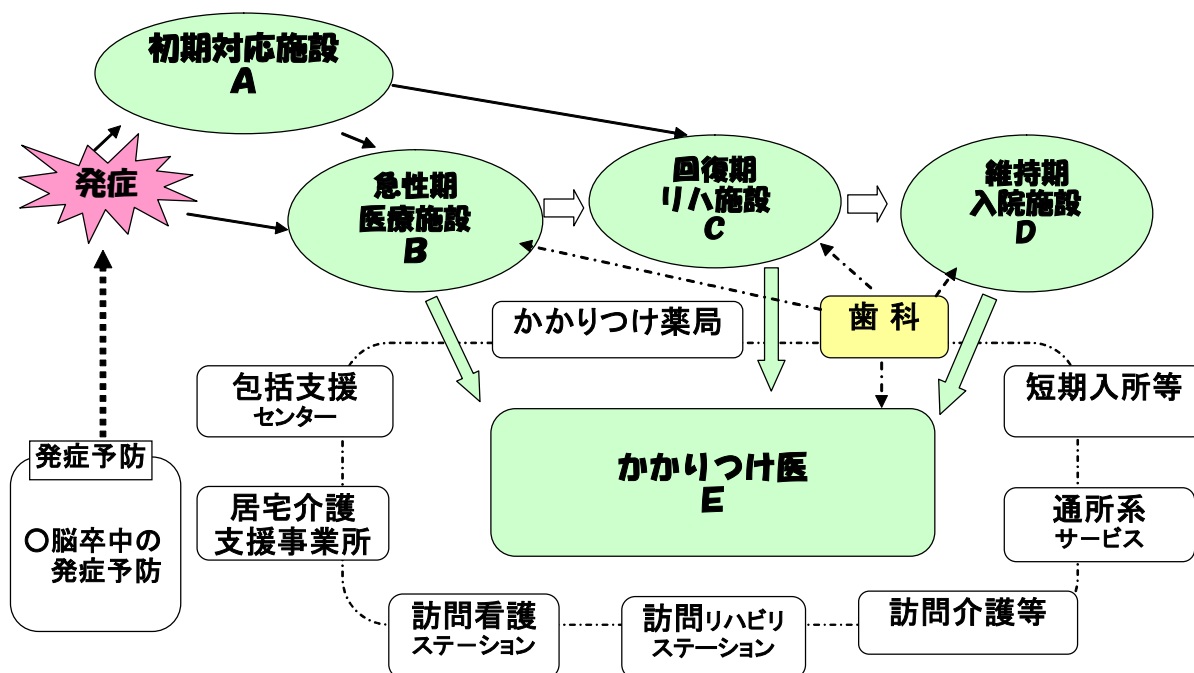 初期対応施設
A
発症
急性期
医療施設
B
回復期
リハ施設
C
維持期
入院施設
D
かかりつけ薬局
歯 科
包括支援
センター
短期入所等
発症予防
○脳卒中の
発症予防
かかりつけ医
E
居宅介護
支援事業所
通所系
サービス
訪問看護
ステーション
訪問リハビリ
ステーション
訪問介護等